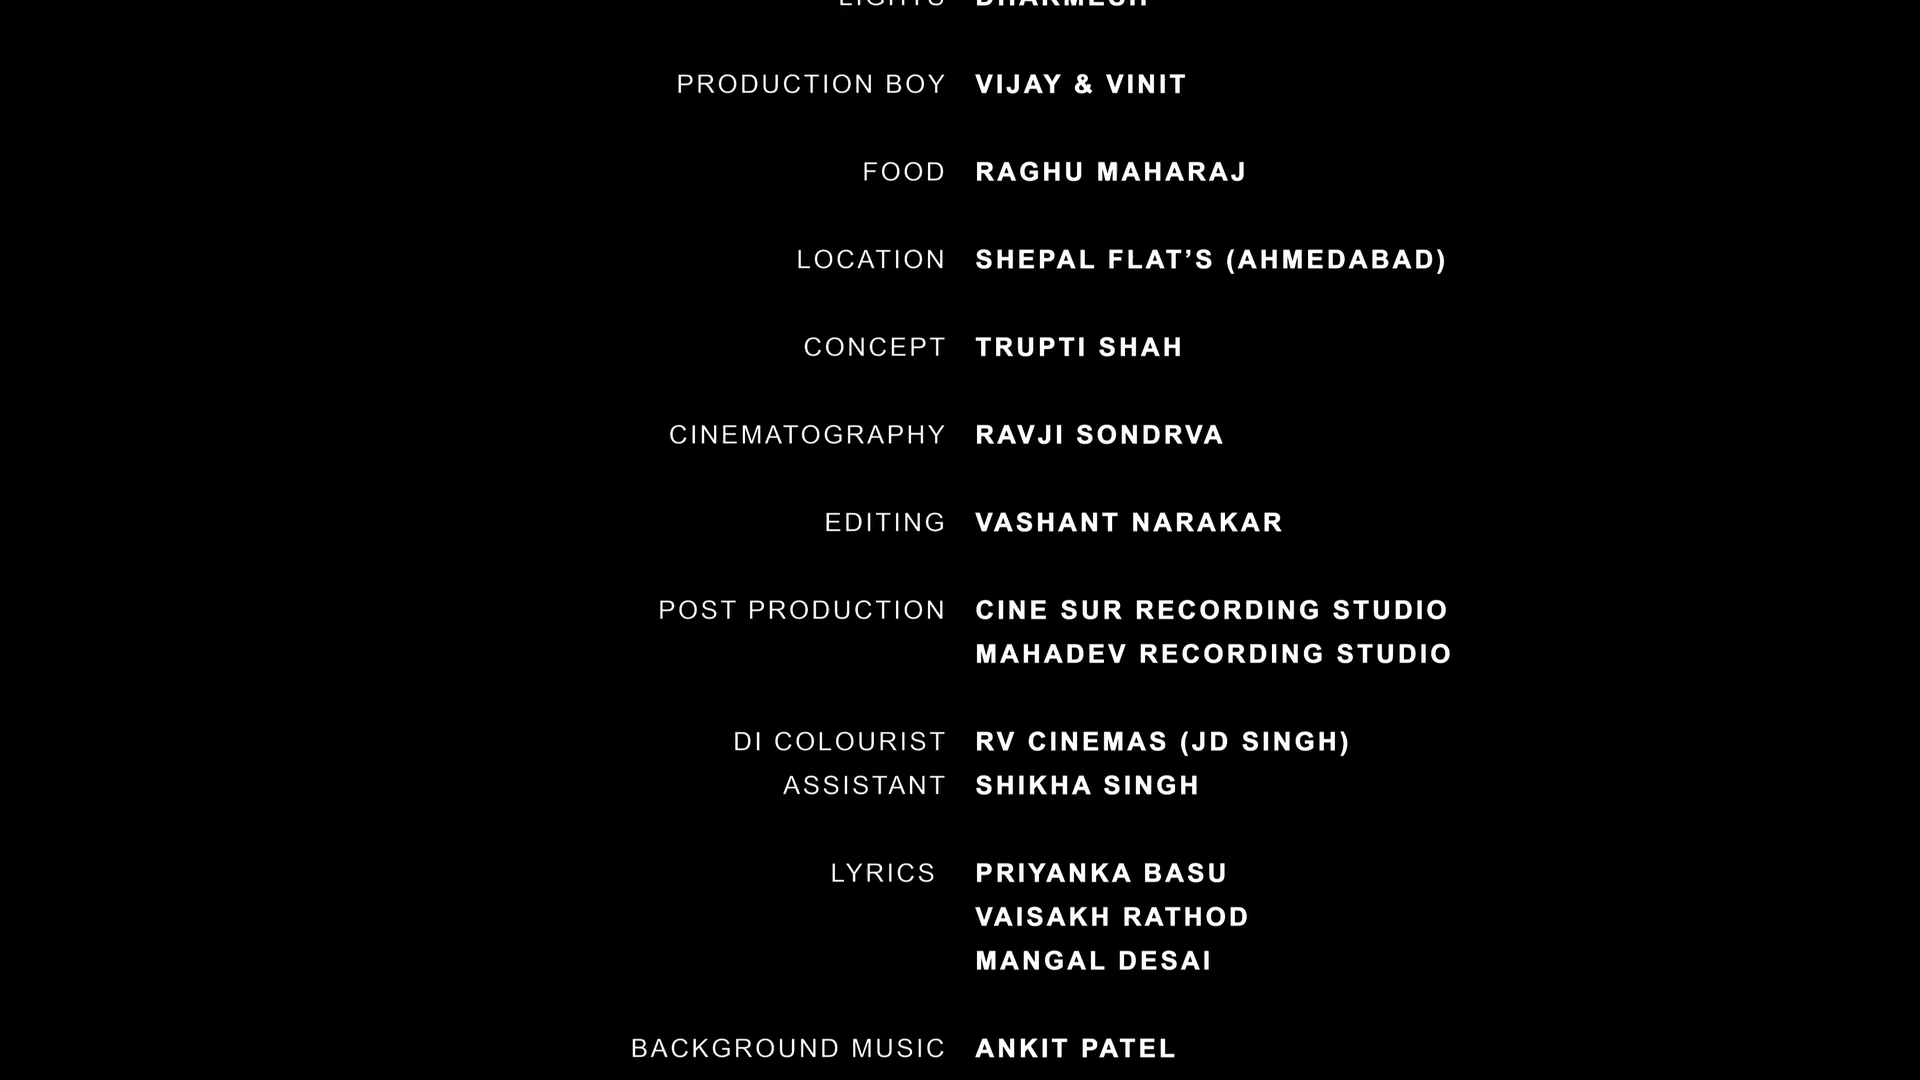 LIGHTS DHARMESH
PRODUCTION BOY VIJAY & VINIT
FOOD RAGHU MAHARAJ
LOCATION SHEPAL FLAT’S (AHMEDABAD)
CONCEPT TRUPTI SHAH
CINEMATOGRAPHY RAVJI SONDRVA
EDITING VASHANT NARAKAR
POST PRODUCTION CINE SUR RECORDING STUDIO
MAHADEV RECORDING STUDIO
DI COLOURIST RV CINEMAS (JD SINGH)
ASSISTANT SHIKHA SINGH
LYRICS PRIYANKA BASU
VAISAKH RATHOD
MANGAL DESAI
BACKGROUND MUSIC ANKIT PATEL